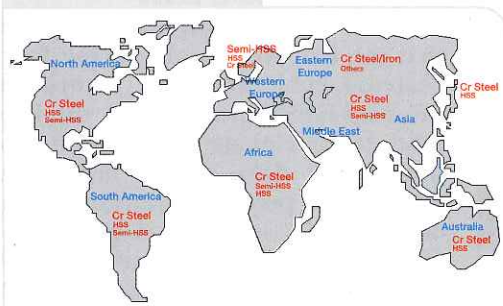 North America
Cr Steel
HSS
Semi-HSS
South America
Cr Steel
HSS
Semi-HSS
Semi-HSS
HSS
Cr Steel
Western
Europe
Eastern
Europe
Cr Steel/Iron
Others
Middle East
Africa
Cr Steel
Semi-HSS
HSS
Cr Steel
HSS
Semi-HSS
Asia
Cr Steel
HSS
Australia
Cr Steel
HSS